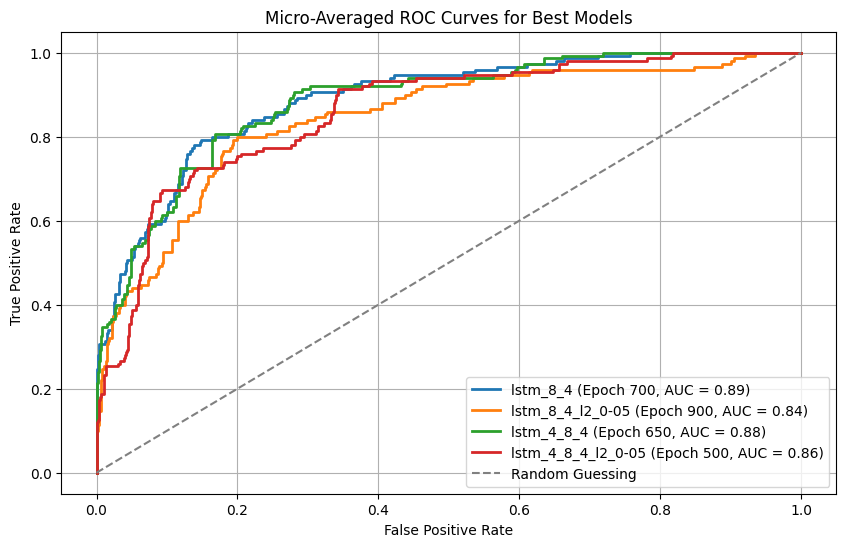 Micro-Averaged ROC Curves for Best Models
True Positive Rate
1.0
0.8
0.6
0.4
0.2
0.0
lstm_8_4 (Epoch 700, AUC = 0.89)
lstm_8_4_l2_0-05 (Epoch 900, AUC = 0.84)
lstm_4_8_4 (Epoch 650, AUC = 0.88)
lstm_4_8_4_l2_0-05 (Epoch 500, AUC = 0.86)
Random Guessing
0.0 0.2 0.4 0.6 0.8 1.0
False Positive Rate